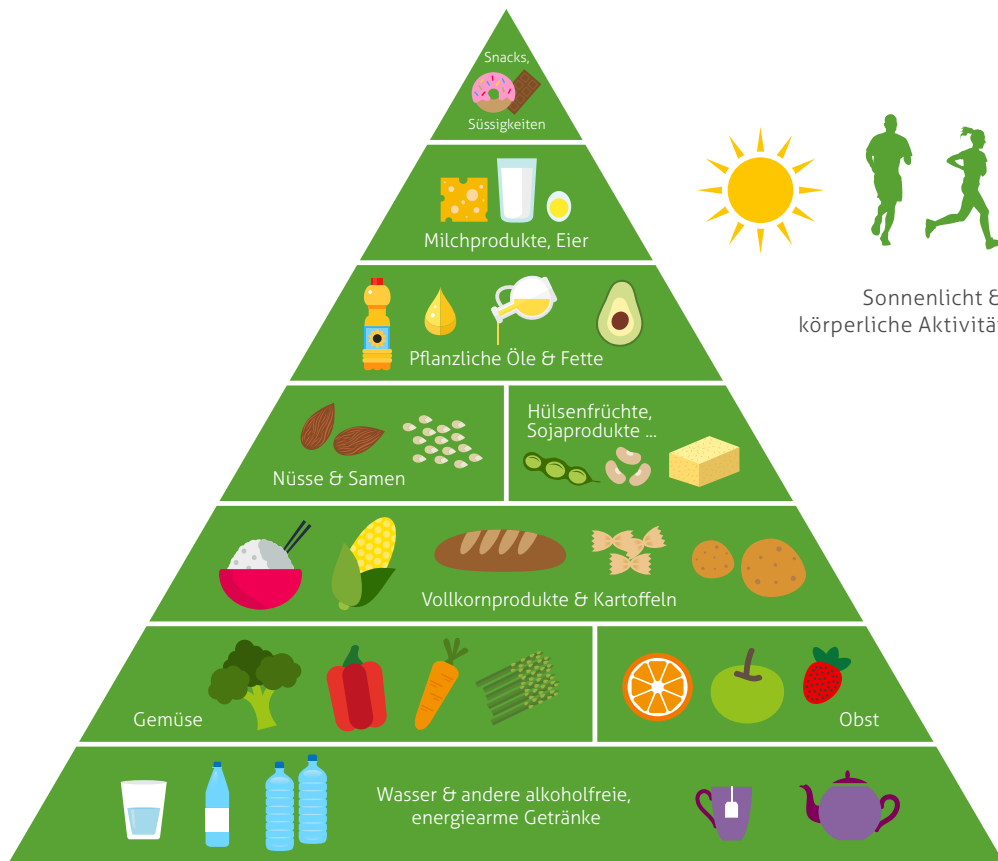 Snacks,
Süssigkeiten
Milchprodukte, Eier
Sonnenlicht &
körperliche Aktivität
Pflanzliche Öle & Fette
Nüsse & Samen
Hülsenfrüchte,
Sojaprodukte ...
Vollkornprodukte & Kartoffeln
Gemüse
Obst
Wasser & andere alkoholfreie,
energiearme Getränke